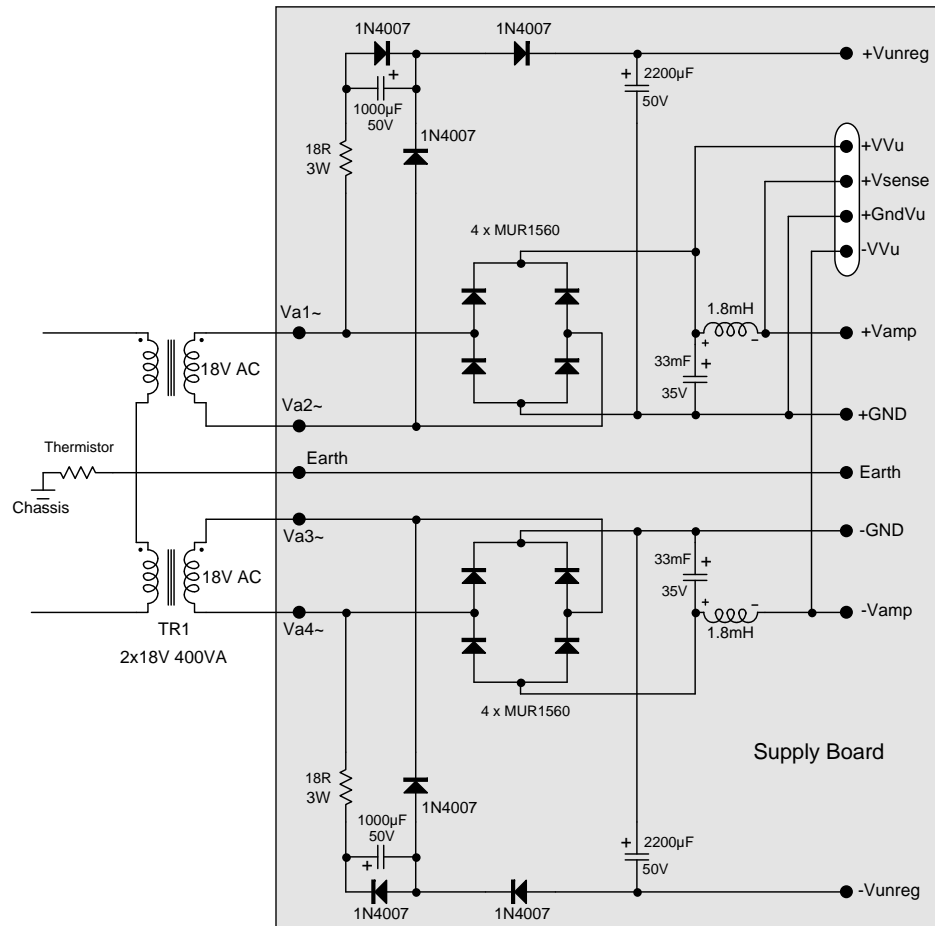 1N4007
1N4007
+
1000µF
50V
1N4007
18R
3W
+
2200µF
50V
+Vunreg
+VVu
+Vsense
+GndVu
-VVu
4 x MUR1560
Va1~
18V AC
Va2~
1.8mH
+ −
+Vamp
33mF
+
35V
+GND
Thermistor
Chassis
Earth
Earth
Va3~
18V AC
Va4~
TR1
2x18V 400VA
-GND
33mF
+
35V
+ −
1.8mH
-Vamp
4 x MUR1560
Supply Board
18R
3W
1N4007
1000µF
50V
+
1N4007
1N4007
+
2200µF
50V
-Vunreg